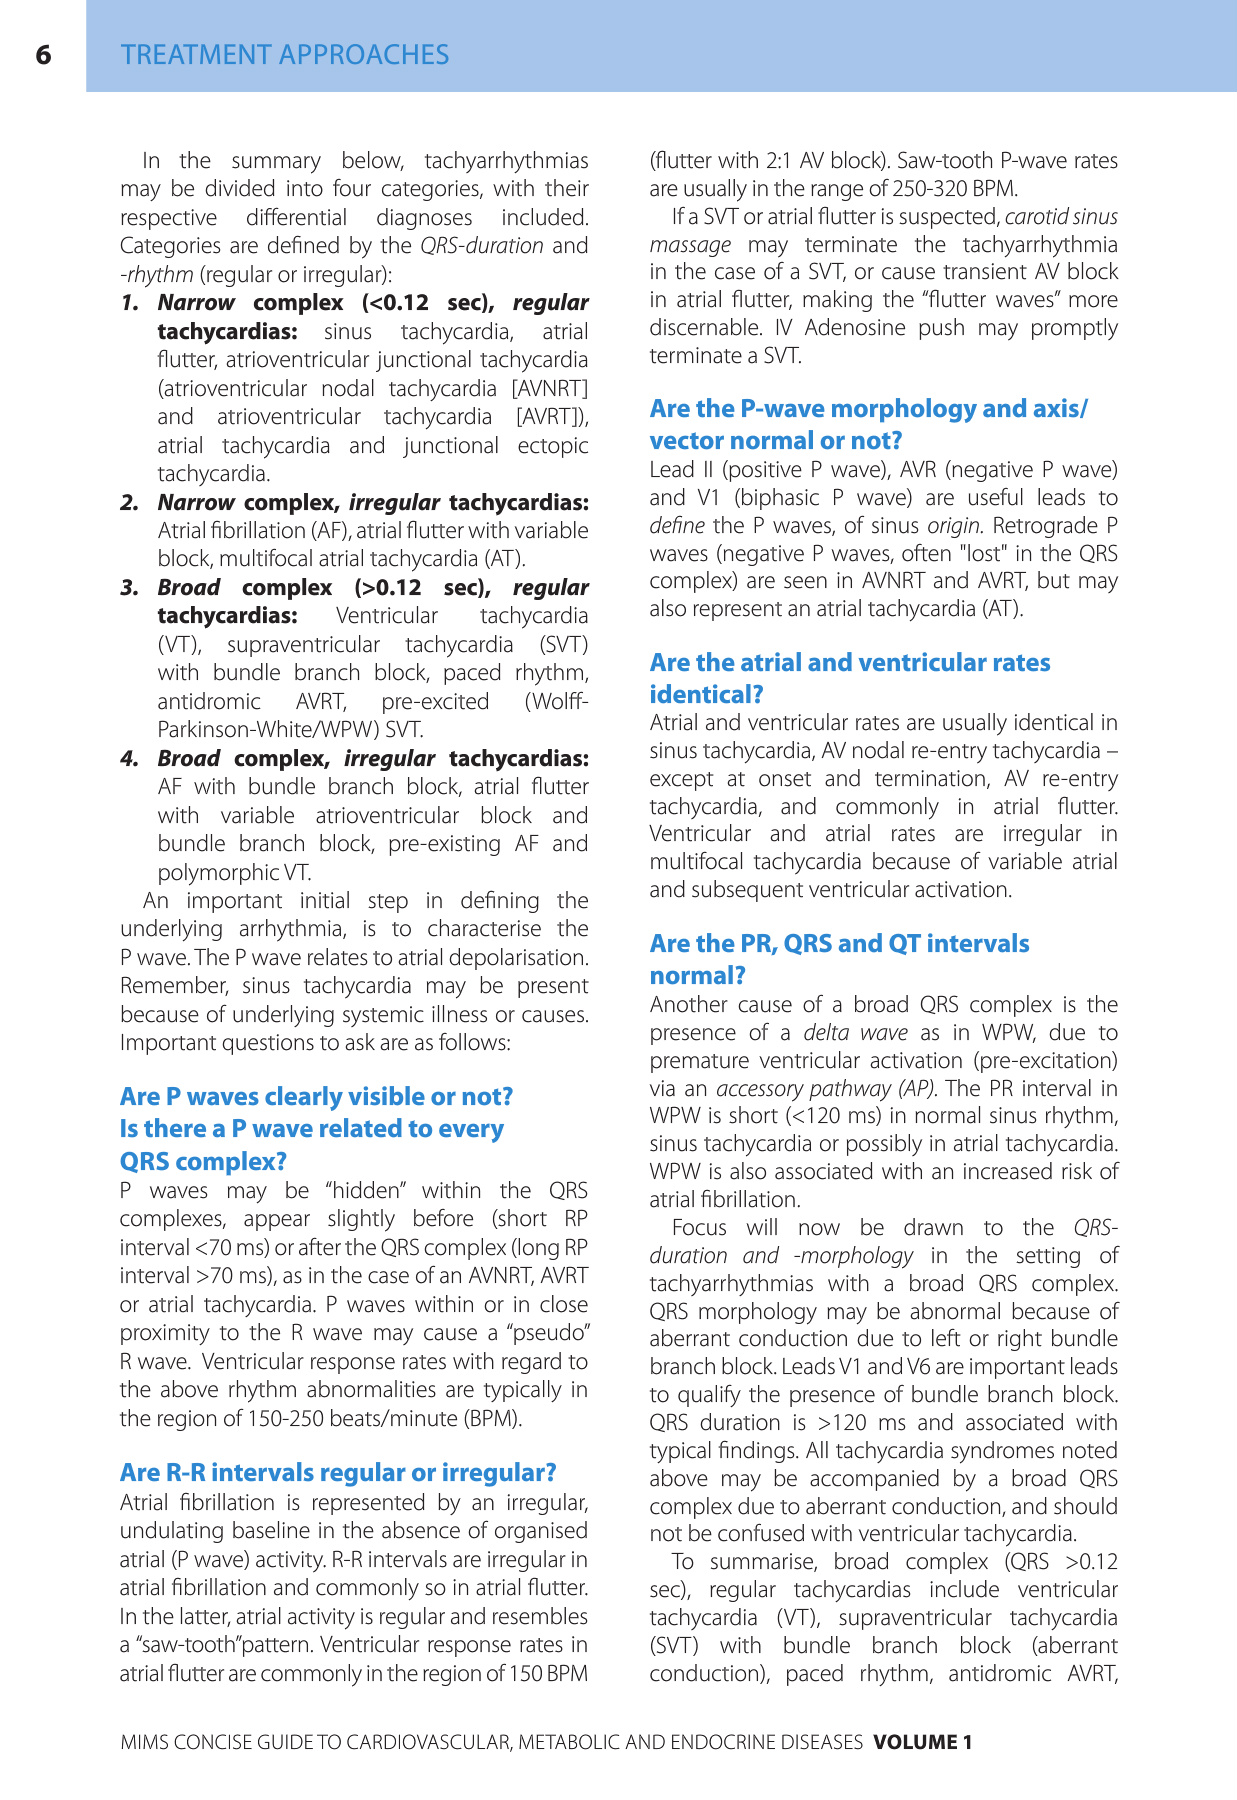 6
TREATMENT APPROACHES
In the summary below, tachyarrhythmias
may be divided into four categories, with their
respective differential diagnoses included.
Categories are defined by the QRS-duration and
-rhythm (regular or irregular):
1. Narrow complex (<0.12 sec), regular
tachycardias: sinus tachycardia, atrial
flutter, atrioventricular junctional tachycardia
(atrioventricular nodal tachycardia [AVNRT]
and atrioventricular tachycardia [AVRT]),
atrial tachycardia and junctional ectopic
tachycardia.
2. Narrow complex, irregular tachycardias:
Atrial fibrillation (AF), atrial flutter with variable
block, multifocal atrial tachycardia (AT).
3. Broad complex (>0.12 sec), regular
tachycardias: Ventricular tachycardia
(VT), supraventricular tachycardia (SVT)
with bundle branch block, paced rhythm,
antidromic AVRT, pre-excited (Wolff-
Parkinson-White/WPW) SVT.
4. Broad complex, irregular tachycardias:
AF with bundle branch block, atrial flutter
with variable atrioventricular block and
bundle branch block, pre-existing AF and
polymorphic VT.
An important initial step in defining the
underlying arrhythmia, is to characterise the
P wave. The P wave relates to atrial depolarisation.
Remember, sinus tachycardia may be present
because of underlying systemic illness or causes.
Important questions to ask are as follows:
Are P waves clearly visible or not?
Is there a P wave related to every
QRS complex?
P waves may be “hidden” within the QRS
complexes, appear slightly before (short RP
interval <70 ms) or after the QRS complex (long RP
interval >70 ms), as in the case of an AVNRT, AVRT
or atrial tachycardia. P waves within or in close
proximity to the R wave may cause a “pseudo”
R wave. Ventricular response rates with regard to
the above rhythm abnormalities are typically in
the region of 150-250 beats/minute (BPM).
Are R-R intervals regular or irregular?
Atrial fibrillation is represented by an irregular,
undulating baseline in the absence of organised
atrial (P wave) activity. R-R intervals are irregular in
atrial fibrillation and commonly so in atrial flutter.
In the latter, atrial activity is regular and resembles
a “saw-tooth”pattern. Ventricular response rates in
atrial flutter are commonly in the region of 150 BPM
(flutter with 2:1 AV block). Saw-tooth P-wave rates
are usually in the range of 250-320 BPM.
If a SVT or atrial flutter is suspected, carotid sinus
massage may terminate the tachyarrhythmia
in the case of a SVT, or cause transient AV block
in atrial flutter, making the “flutter waves” more
discernable. IV Adenosine push may promptly
terminate a SVT.
Are the P-wave morphology and axis/
vector normal or not?
Lead II (positive P wave), AVR (negative P wave)
and V1 (biphasic P wave) are useful leads to
define the P waves, of sinus origin. Retrograde P
waves (negative P waves, often "lost" in the QRS
complex) are seen in AVNRT and AVRT, but may
also represent an atrial tachycardia (AT).
Are the atrial and ventricular rates
identical?
Atrial and ventricular rates are usually identical in
sinus tachycardia, AV nodal re-entry tachycardia –
except at onset and termination, AV re-entry
tachycardia, and commonly in atrial flutter.
Ventricular and atrial rates are irregular in
multifocal tachycardia because of variable atrial
and subsequent ventricular activation.
Are the PR, QRS and QT intervals
normal?
Another cause of a broad QRS complex is the
presence of a delta wave as in WPW, due to
premature ventricular activation (pre-excitation)
via an accessory pathway (AP). The PR interval in
WPW is short (<120 ms) in normal sinus rhythm,
sinus tachycardia or possibly in atrial tachycardia.
WPW is also associated with an increased risk of
atrial fibrillation.
Focus will now be drawn to the QRS-
duration and -morphology in the setting of
tachyarrhythmias with a broad QRS complex.
QRS morphology may be abnormal because of
aberrant conduction due to left or right bundle
branch block. Leads V1 and V6 are important leads
to qualify the presence of bundle branch block.
QRS duration is >120 ms and associated with
typical findings. All tachycardia syndromes noted
above may be accompanied by a broad QRS
complex due to aberrant conduction, and should
not be confused with ventricular tachycardia.
To summarise, broad complex (QRS >0.12
sec), regular tachycardias include ventricular
tachycardia (VT), supraventricular tachycardia
(SVT) with bundle branch block (aberrant
conduction), paced rhythm, antidromic AVRT,
MIMS CONCISE GUIDE TO CARDIOVASCULAR, METABOLIC AND ENDOCRINE DISEASES VOLUME 1